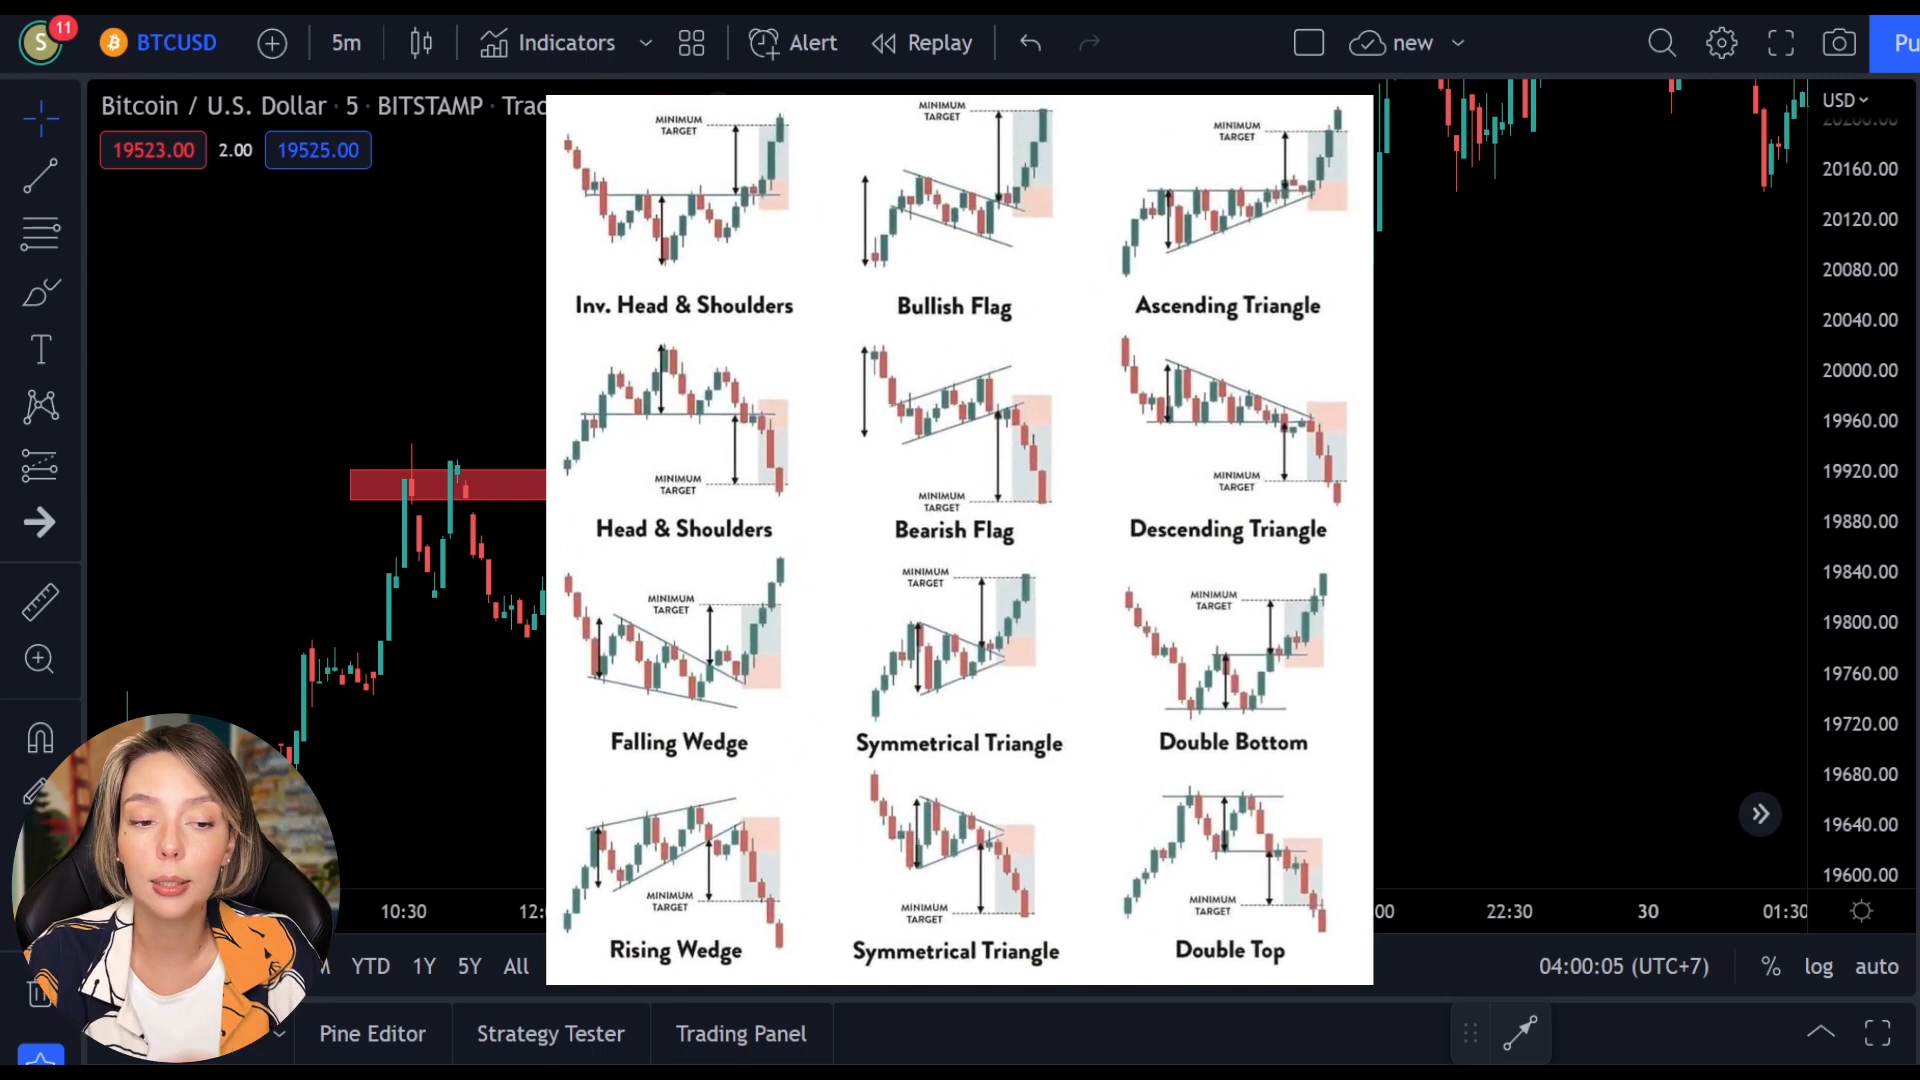 S 11 BTCUSD 5m Indicators Alert Replay new Pu
Bitcoin / U.S. Dollar · 5 · BITSTAMP · Trad
USD
19523.00 2.00 19525.00
20200.00
20160.00
20120.00
20080.00
20040.00
20000.00
19960.00
19920.00
19880.00
19840.00
19800.00
19760.00
19720.00
19680.00
19640.00
19600.00
MINIMUM
TARGET
MINIMUM
TARGET
MINIMUM
TARGET
Inv. Head & Shoulders
Bullish Flag
Ascending Triangle
MINIMUM
TARGET
MINIMUM
TARGET
MINIMUM
TARGET
Head & Shoulders
Bearish Flag
Descending Triangle
MINIMUM
TARGET
MINIMUM
TARGET
MINIMUM
TARGET
Falling Wedge
Symmetrical Triangle
Double Bottom
MINIMUM
TARGET
MINIMUM
TARGET
MINIMUM
TARGET
Rising Wedge
Symmetrical Triangle
Double Top
10:30 12:0 00 22:30 30 01:30
YTD 1Y 5Y All 04:00:05 (UTC+7) % log auto
Pine Editor Strategy Tester Trading Panel